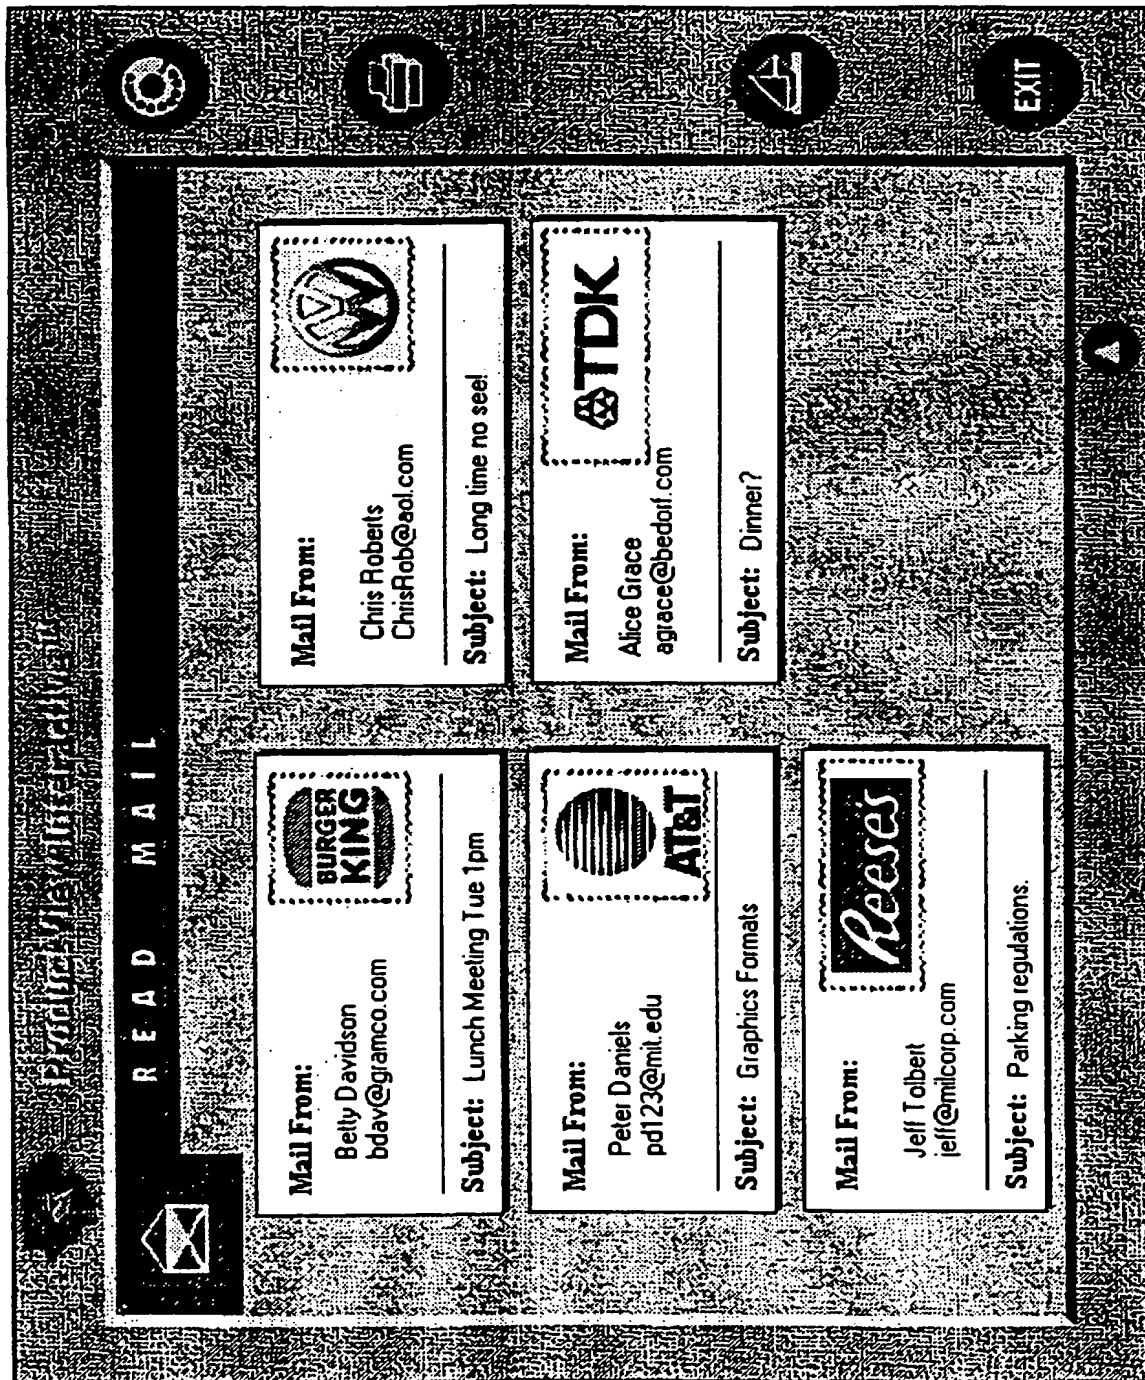 Product View Interactive
READ MAIL
Mail From:
Betty Davidson
bdav@gramco.com
BURGER
KING
Subject: Lunch Meeting Tue 1pm
Mail From:
Chris Roberts
ChrisRob@aol.com
Subject: Long time no see!
Mail From:
Peter Daniels
pd123@mit.edu
AT&T
Subject: Graphics Formats
Mail From:
Alice Grace
agrace@bedorf.com
TDK
Subject: Dinner?
Mail From:
Jeff Tolbert
jeff@milcorp.com
Reese's
Subject: Parking regulations.
EXIT